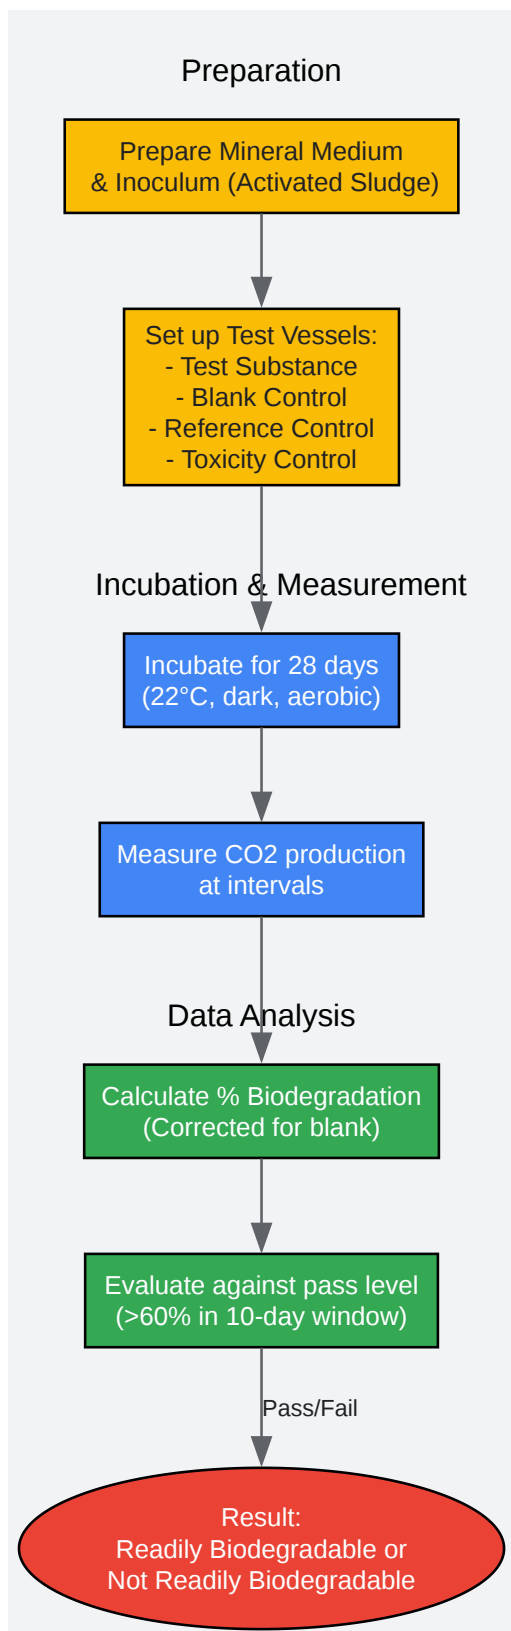 Preparation
Prepare Mineral Medium
& Inoculum (Activated Sludge)
Set up Test Vessels:
- Test Substance
- Blank Control
- Reference Control
- Toxicity Control
Incubation & Measurement
Incubate for 28 days
(22°C, dark, aerobic)
Measure CO2 production
at intervals
Data Analysis
Calculate % Biodegradation
(Corrected for blank)
Evaluate against pass level
(>60% in 10-day window)
Pass/Fail
Result:
Readily Biodegradable or
Not Readily Biodegradable